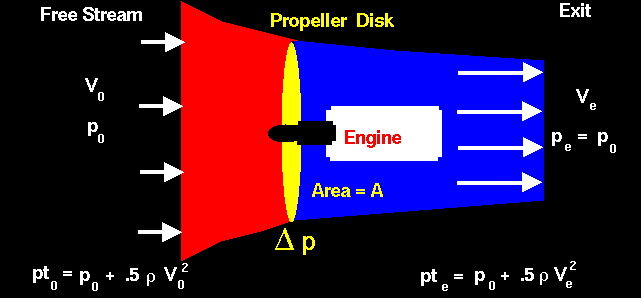 Free Stream
Propeller Disk
Exit
V₀
p₀
Vₑ
pₑ = p₀
Engine
Area = A
Δ p
pt₀ = p₀ + .5 ρ V₀²
ptₑ = p₀ + .5 ρ Vₑ²